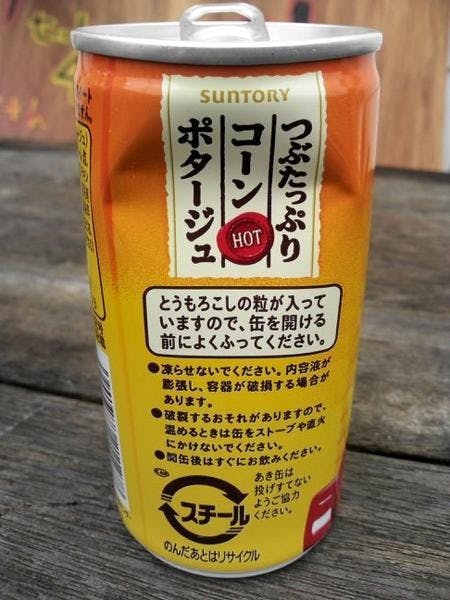 SUNTORY
つぶたっぷり
コーン
ポタージュ
HOT
とうもろこしの粒が入って
いますので、缶を開ける
前によくふってください。
●凍らせないでください。内容液が
膨張し、容器が破損する場合が
あります。
●破裂するおそれがありますので、
温めるときは缶をストーブや直火
にかけないでください。
●開缶後はすぐにお飲みください。
あき缶は
投げすてない
ようご協力
ください。
スチール
のんだあとはリサイクル